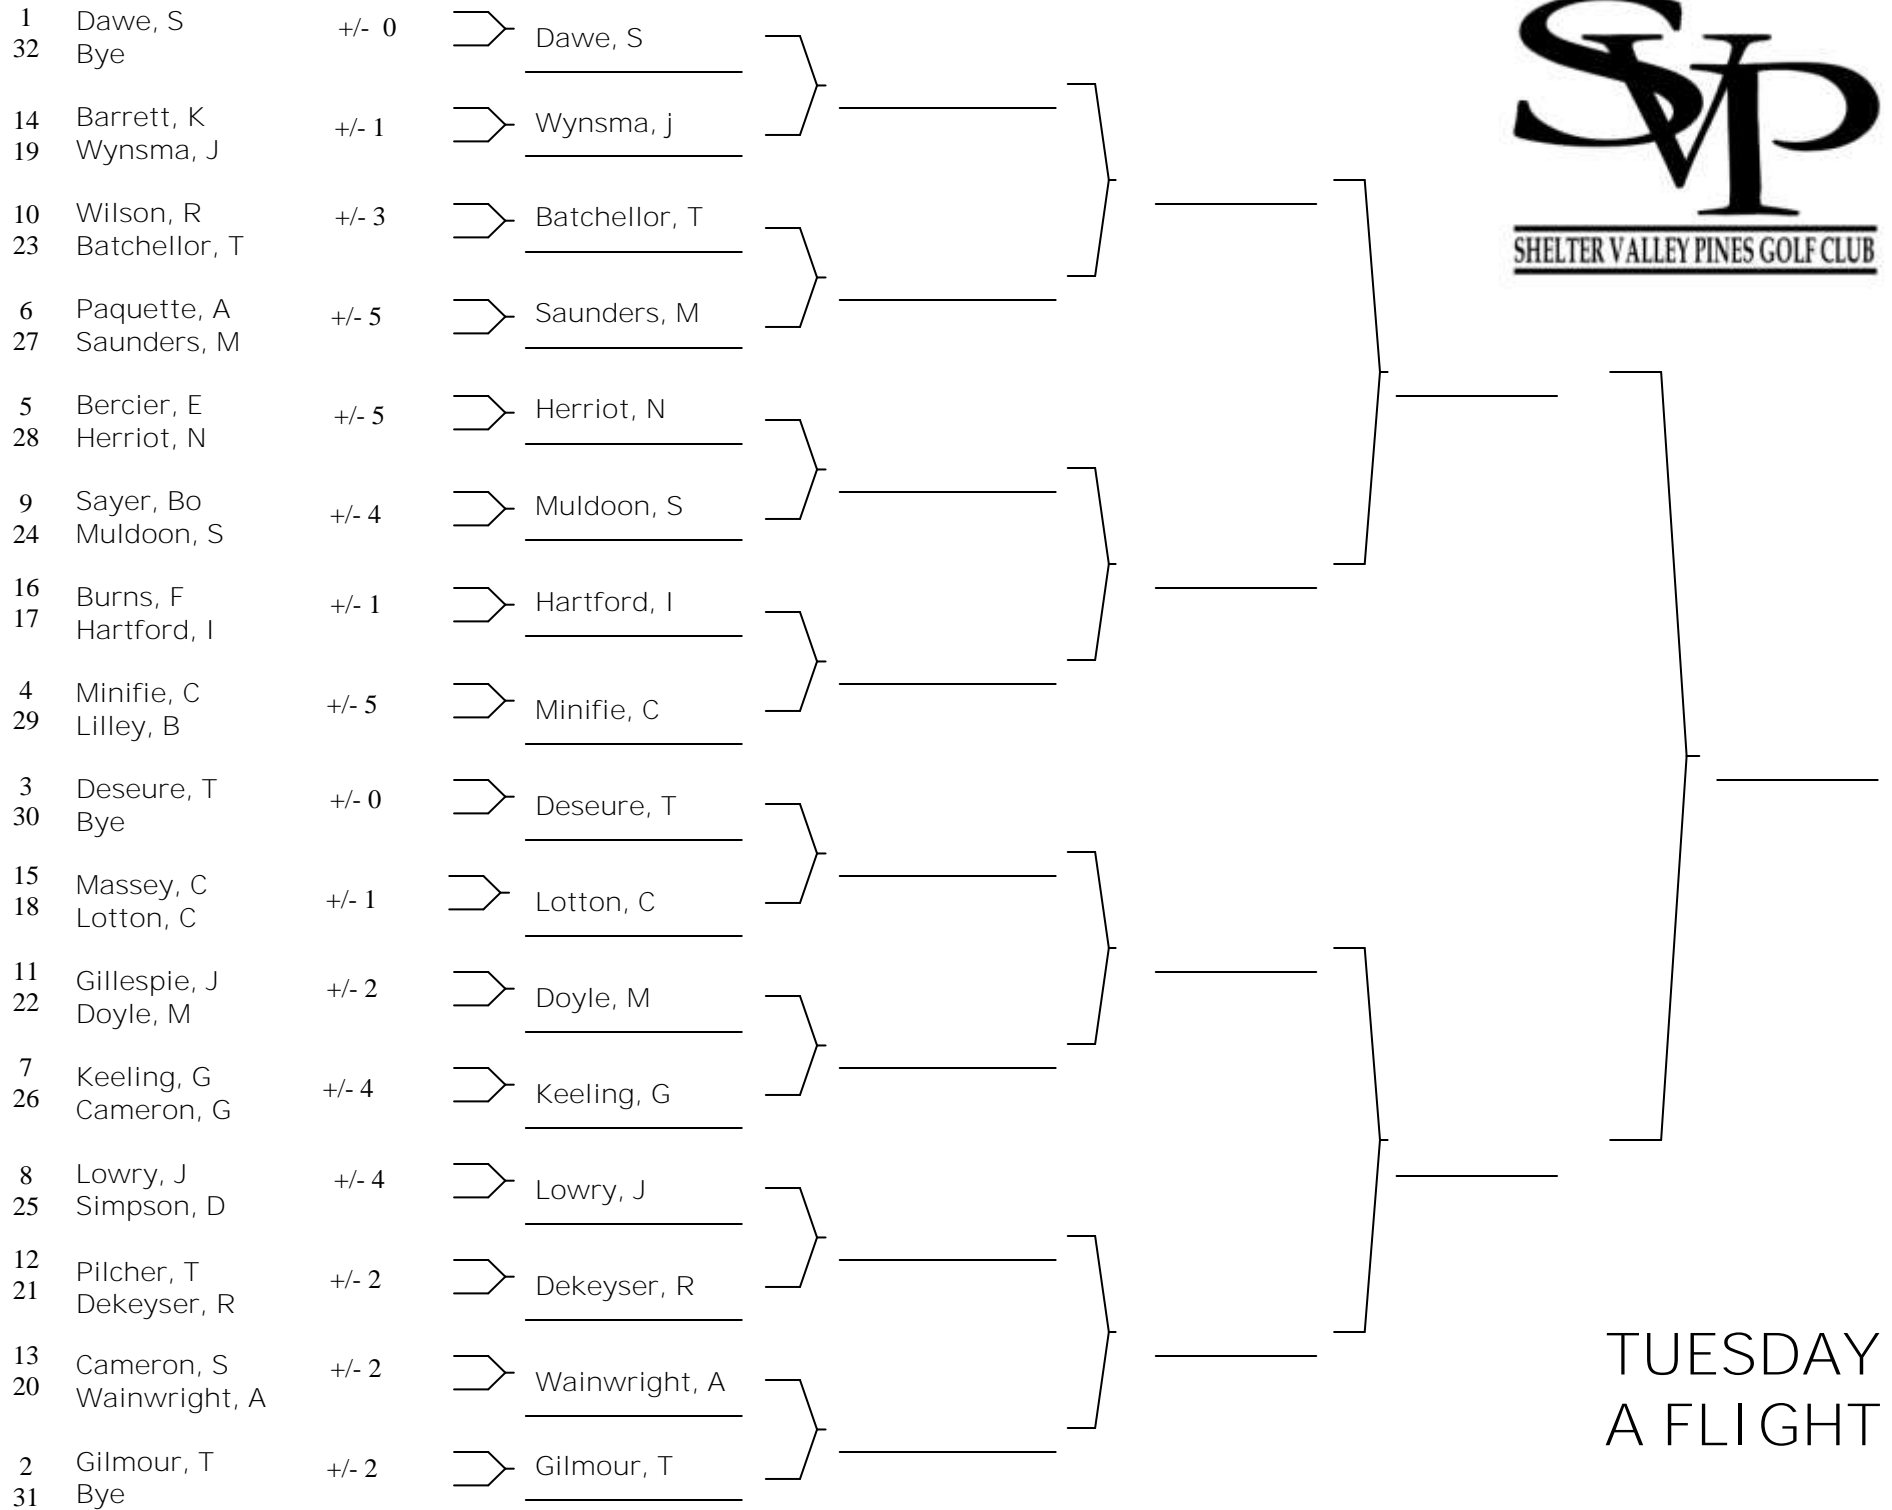 1 Dawe, S +/- 0 Dawe, S
32 Bye
14 Barrett, K +/- 1 Wynsma, j
19 Wynsma, J
10 Wilson, R +/- 3 Batchellor, T
23 Batchellor, T
6 Paquette, A +/- 5 Saunders, M
27 Saunders, M
5 Bercier, E +/- 5 Herriot, N
28 Herriot, N
9 Sayer, Bo +/- 4 Muldoon, S
24 Muldoon, S
16 Burns, F +/- 1 Hartford, I
17 Hartford, I
4 Minifie, C +/- 5 Minifie, C
29 Lilley, B
3 Deseure, T +/- 0 Deseure, T
30 Bye
15 Massey, C +/- 1 Lotton, C
18 Lotton, C
11 Gillespie, J +/- 2 Doyle, M
22 Doyle, M
7 Keeling, G +/- 4 Keeling, G
26 Cameron, G
8 Lowry, J +/- 4 Lowry, J
25 Simpson, D
12 Pilcher, T +/- 2 Dekeyser, R
21 Dekeyser, R
13 Cameron, S +/- 2 Wainwright, A
20 Wainwright, A
2 Gilmour, T +/- 2 Gilmour, T
31 Bye
SVP
SHELTER VALLEY PINES GOLF CLUB
TUESDAY
A FLIGHT